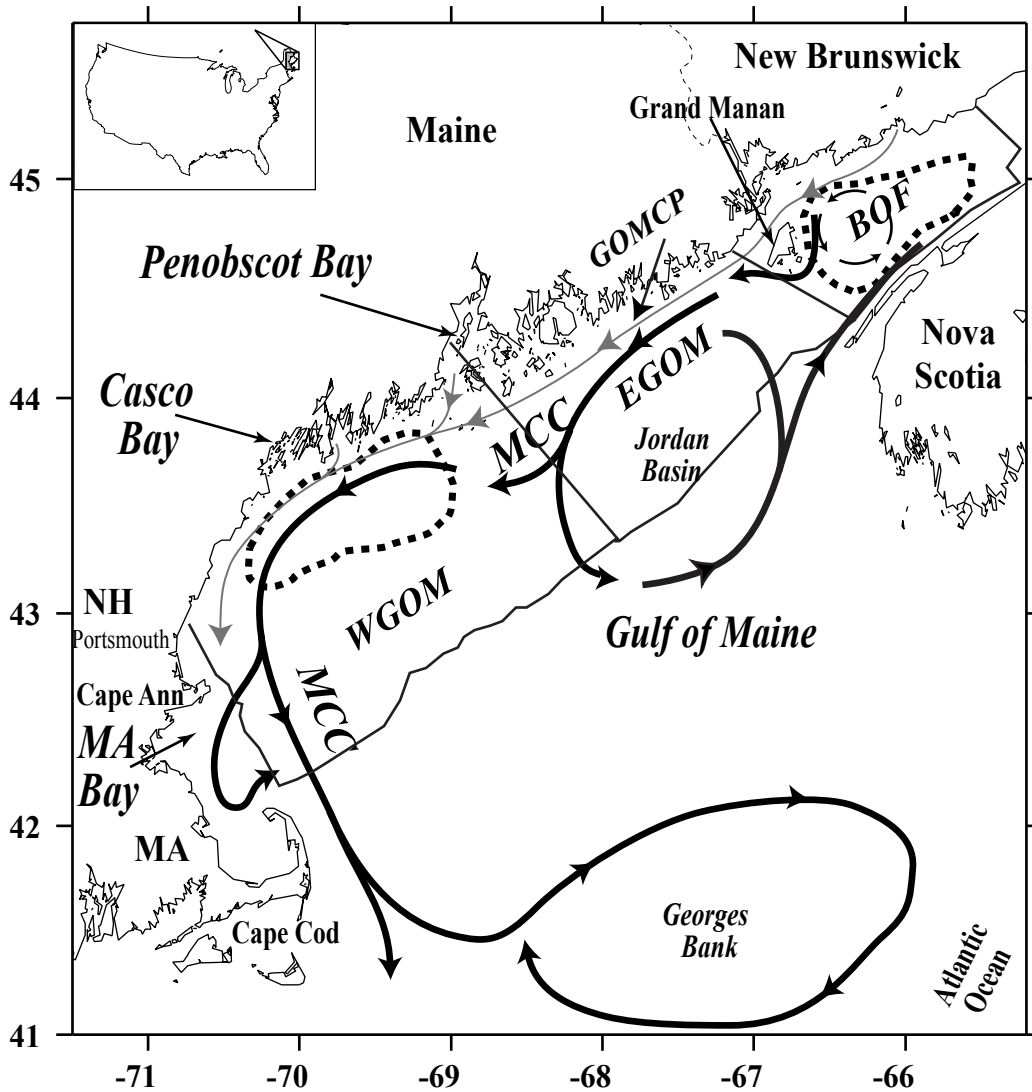 New Brunswick
Grand Manan
Maine
45
BOF
GOMCP
Penobscot Bay
Nova
Scotia
EGOM
44
Casco
Bay
MCC
Jordan
Basin
WGOM
43
NH
Portsmouth
Gulf of Maine
Cape Ann
MCC
MA
Bay
42
MA
Georges
Bank
Cape Cod
Atlantic
Ocean
41
-71
-70
-69
-68
-67
-66